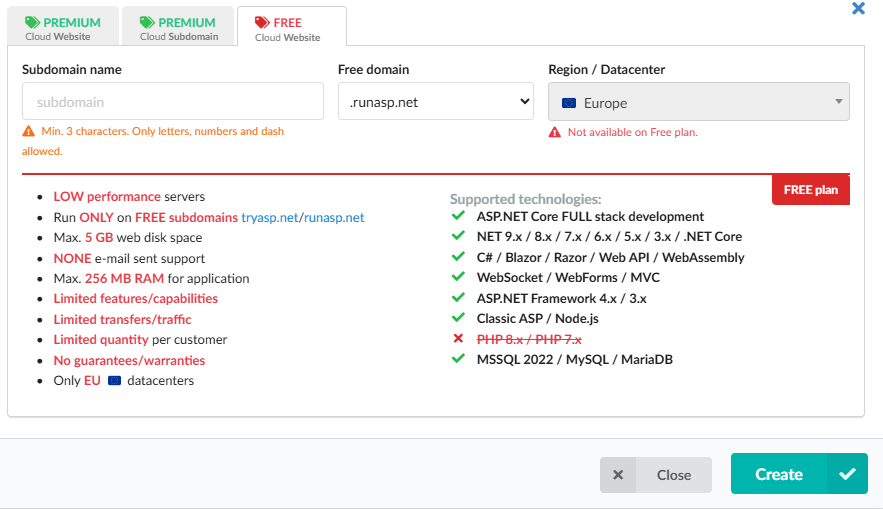 PREMIUM
Cloud Website
PREMIUM
Cloud Subdomain
FREE
Cloud Website
Subdomain name
subdomain
Min. 3 characters. Only letters, numbers and dash
allowed.
Free domain
.runasp.net
Region / Datacenter
Europe
Not available on Free plan.
FREE plan
LOW performance servers
Run ONLY on FREE subdomains tryasp.net/runasp.net
Max. 5 GB web disk space
NONE e-mail sent support
Max. 256 MB RAM for application
Limited features/capabilities
Limited transfers/traffic
Limited quantity per customer
No guarantees/warranties
Only EU datacenters
Supported technologies:
ASP.NET Core FULL stack development
NET 9.x / 8.x / 7.x / 6.x / 5.x / 3.x / .NET Core
C# / Blazor / Razor / Web API / WebAssembly
WebSocket / WebForms / MVC
ASP.NET Framework 4.x / 3.x
Classic ASP / Node.js
PHP 8.x / PHP 7.x
MSSQL 2022 / MySQL / MariaDB
Close
Create